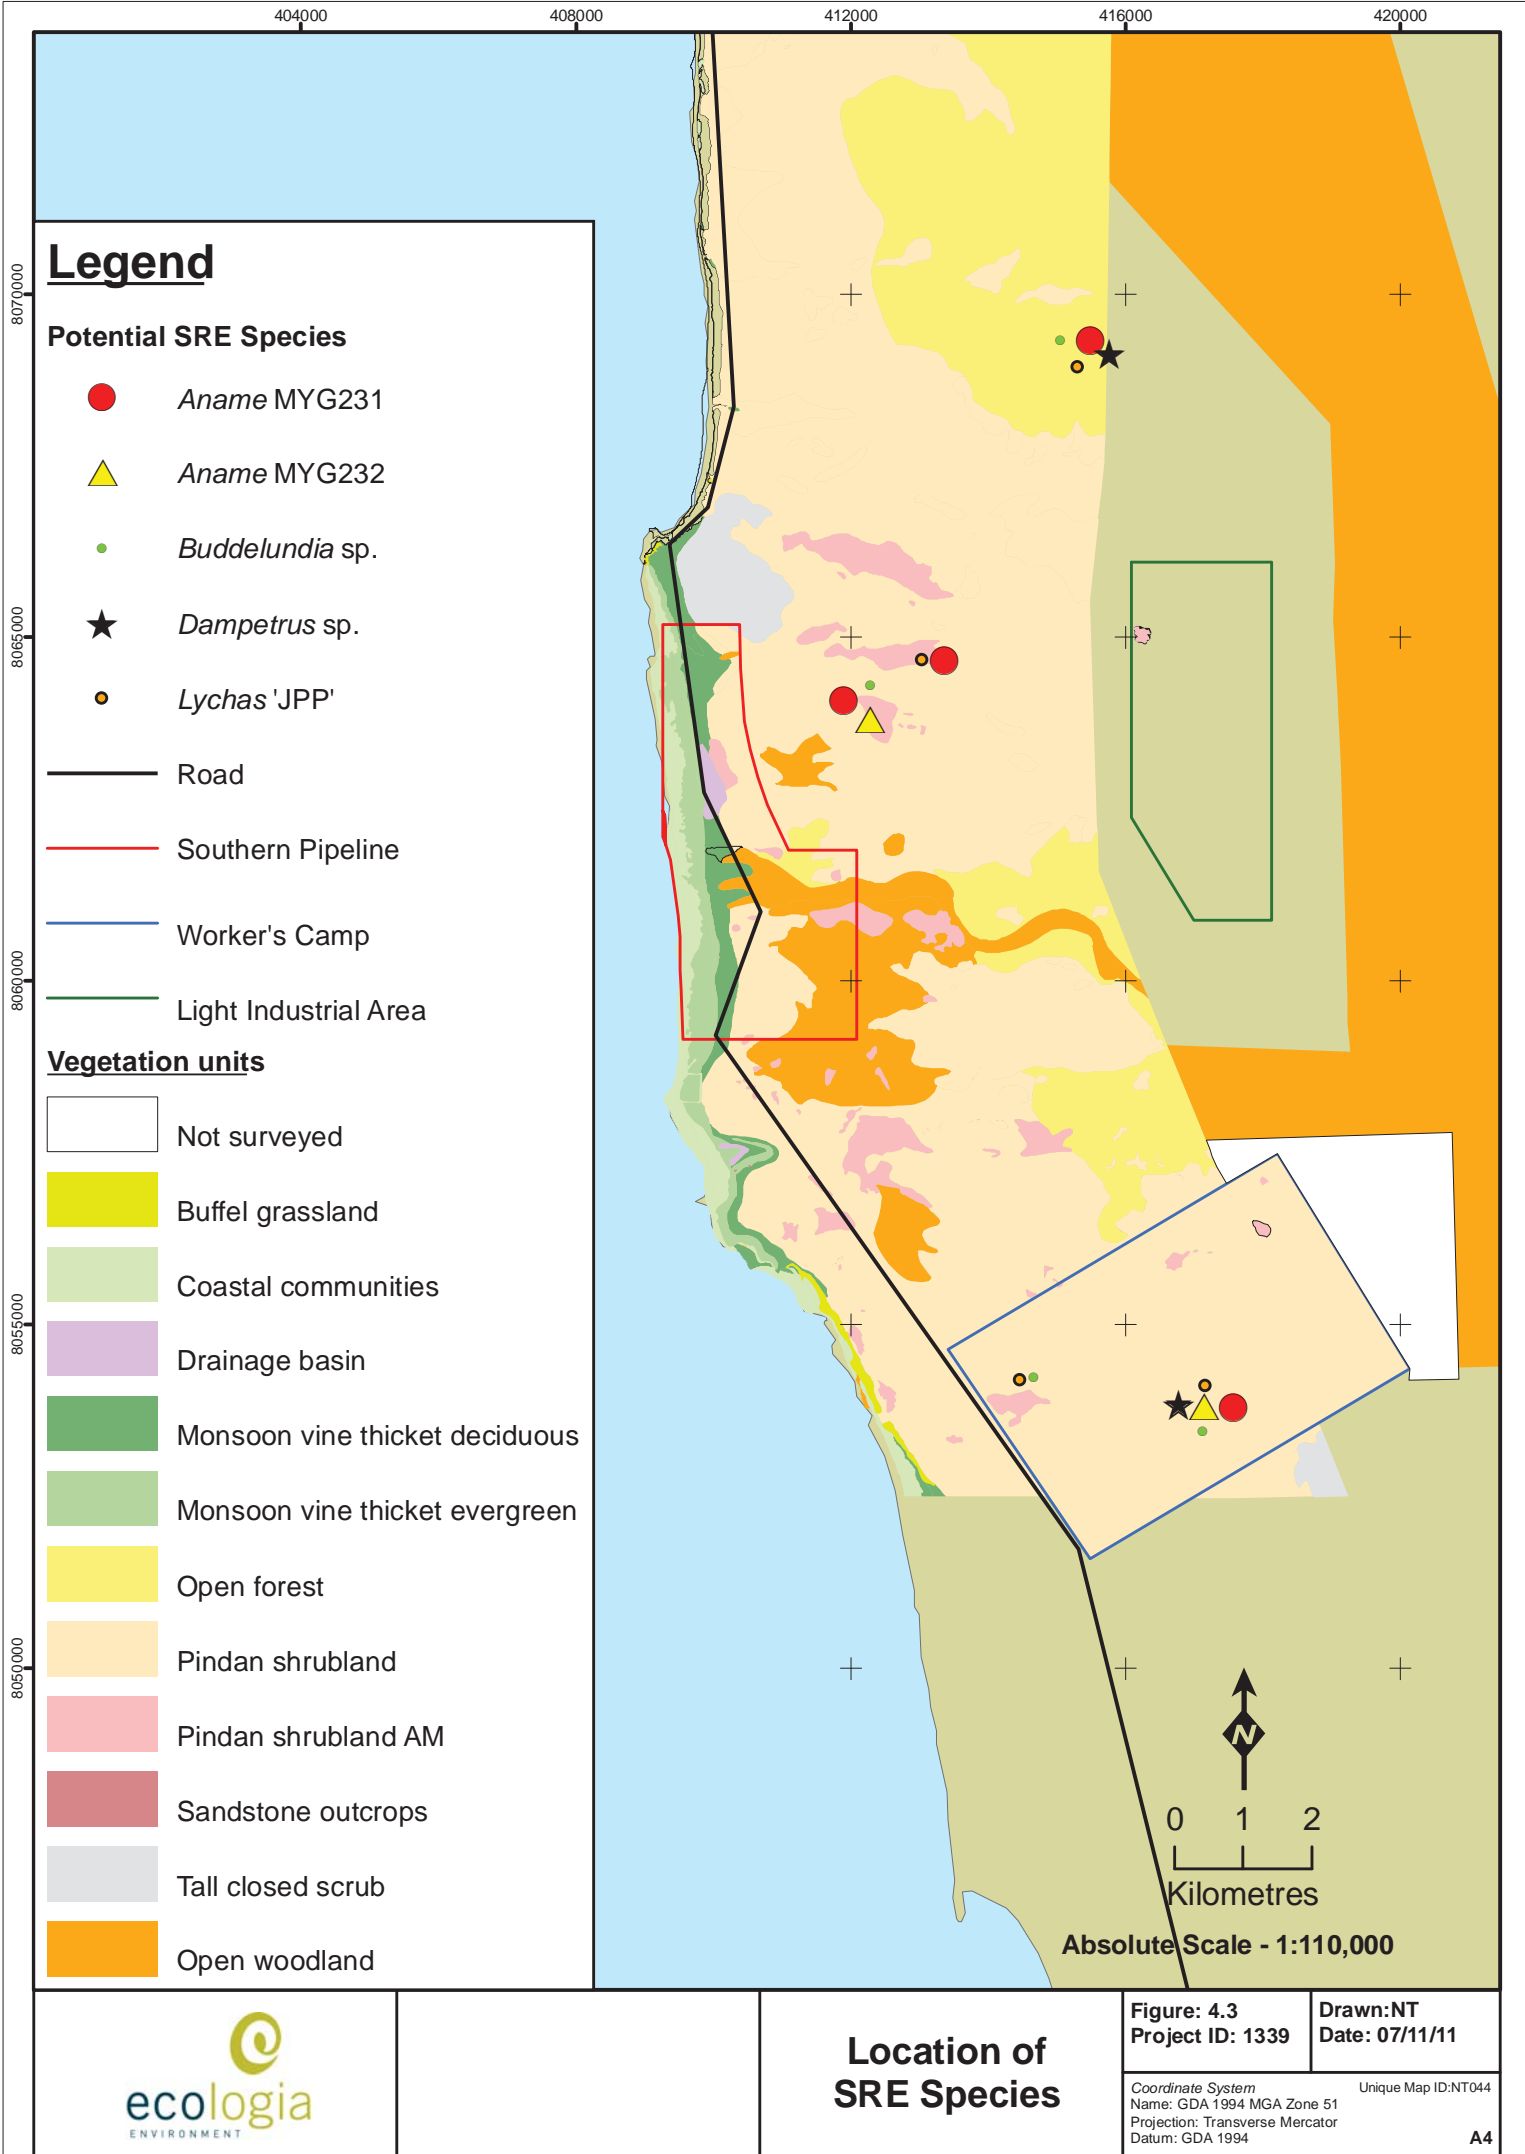 404000
408000
412000
416000
420000
8070000
8065000
8060000
8055000
8050000
Legend
Potential SRE Species
Aname MYG231
Aname MYG232
Buddelundia sp.
Dampetrus sp.
Lychas 'JPP'
Road
Southern Pipeline
Worker's Camp
Light Industrial Area
Vegetation units
Not surveyed
Buffel grassland
Coastal communities
Drainage basin
Monsoon vine thicket deciduous
Monsoon vine thicket evergreen
Open forest
Pindan shrubland
Pindan shrubland AM
Sandstone outcrops
Tall closed scrub
Open woodland
N
0 1 2
Kilometres
Absolute Scale - 1:110,000
ecologia
ENVIRONMENT
Location of
SRE Species
Figure: 4.3
Project ID: 1339
Drawn:NT
Date: 07/11/11
Coordinate System
Name: GDA 1994 MGA Zone 51
Projection: Transverse Mercator
Datum: GDA 1994
Unique Map ID:NT044
A4